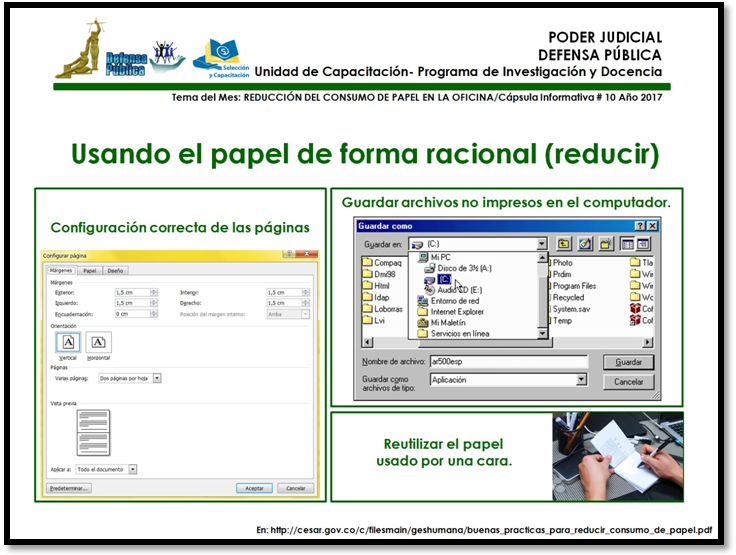 PODER JUDICIAL
DEFENSA PÚBLICA
Unidad de Capacitación- Programa de Investigación y Docencia
Defensa
Pública
Selección
y Capacitación
Tema del Mes: REDUCCIÓN DEL CONSUMO DE PAPEL EN LA OFICINA/Cápsula Informativa # 10 Año 2017
Usando el papel de forma racional (reducir)
Configuración correcta de las páginas
Configurar página
Márgenes Papel Diseño
Márgenes
Exterior: 1,5 cm Interno: 1,5 cm
Izquierdo: 1,5 cm Derecho: 1,5 cm
Encuadernación: 0 cm Posición del margen interno: Arriba
Orientación
Vertical Horizontal
Páginas
Varias páginas: Dos páginas por hoja
Vista previa
Aplicar a: Todo el documento
Predeterminar... Aceptar Cancelar
Guardar archivos no impresos en el computador.
Guardar como
Guardar en: (C:)
Compaq
Dmi98
Html
Idap
Lobomas
Lvi
Mi PC
Disco de 3½ (A:)
(C:)
Audio CD (E:)
Entorno de red
Internet Explorer
Mi Maletín
Servicios en línea
Photo
Prdim
Program Files
Recycled
System.sav
Temp
Tla
Wir
Wir
Wc
Cof
Cof
Nombre de archivo: ar500esp
Guardar
Guardar como
archivos de tipo: Aplicación
Cancelar
Reutilizar el papel
usado por una cara.
En: http://cesar.gov.co/c/filesmain/geshumana/buenas_practicas_para_reducir_consumo_de_papel.pdf